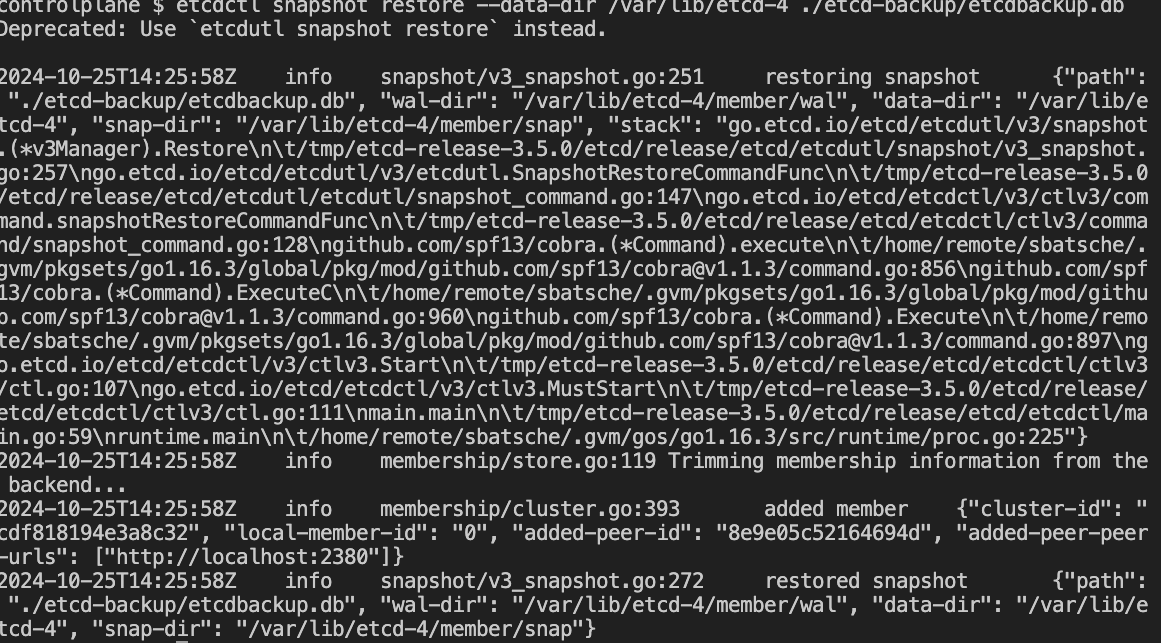 controlplane $ etcdctl snapshot restore --data-dir /var/lib/etcd-4 ./etcd-backup/etcdbackup.db
Deprecated: Use `etcdutl snapshot restore` instead.
2024-10-25T14:25:58Z    info    snapshot/v3_snapshot.go:251     restoring snapshot      {"path":
 "./etcd-backup/etcdbackup.db", "wal-dir": "/var/lib/etcd-4/member/wal", "data-dir": "/var/lib/e
tcd-4", "snap-dir": "/var/lib/etcd-4/member/snap", "stack": "go.etcd.io/etcd/etcdutl/v3/snapshot
.(*v3Manager).Restore\n\t/tmp/etcd-release-3.5.0/etcd/release/etcd/etcdutl/snapshot/v3_snapshot.
go:257\ngo.etcd.io/etcd/etcdutl/v3/etcdutl.SnapshotRestoreCommandFunc\n\t/tmp/etcd-release-3.5.0
/etcd/release/etcd/etcdutl/etcdutl/snapshot_command.go:147\ngo.etcd.io/etcd/etcdctl/v3/ctlv3/com
mand.snapshotRestoreCommandFunc\n\t/tmp/etcd-release-3.5.0/etcd/release/etcd/etcdctl/ctlv3/comma
nd/snapshot_command.go:128\ngithub.com/spf13/cobra.(*Command).execute\n\t/home/remote/sbatsche/.
gvm/pkgsets/go1.16.3/global/pkg/mod/github.com/spf13/cobra@v1.1.3/command.go:856\ngithub.com/spf
13/cobra.(*Command).ExecuteC\n\t/home/remote/sbatsche/.gvm/pkgsets/go1.16.3/global/pkg/mod/githu
b.com/spf13/cobra@v1.1.3/command.go:960\ngithub.com/spf13/cobra.(*Command).Execute\n\t/home/remo
te/sbatsche/.gvm/pkgsets/go1.16.3/global/pkg/mod/github.com/spf13/cobra@v1.1.3/command.go:897\ng
o.etcd.io/etcd/etcdctl/v3/ctlv3.Start\n\t/tmp/etcd-release-3.5.0/etcd/release/etcd/etcdctl/ctlv3
/ctl.go:107\ngo.etcd.io/etcd/etcdctl/v3/ctlv3.MustStart\n\t/tmp/etcd-release-3.5.0/etcd/release/
etcd/etcdctl/ctlv3/ctl.go:111\nmain.main\n\t/tmp/etcd-release-3.5.0/etcd/release/etcd/etcdctl/ma
in.go:59\nruntime.main\n\t/home/remote/sbatsche/.gvm/gos/go1.16.3/src/runtime/proc.go:225"}
2024-10-25T14:25:58Z    info    membership/store.go:119 Trimming membership information from the
 backend...
2024-10-25T14:25:58Z    info    membership/cluster.go:393       added member    {"cluster-id": "
cdf818194e3a8c32", "local-member-id": "0", "added-peer-id": "8e9e05c52164694d", "added-peer-peer
-urls": ["http://localhost:2380"]}
2024-10-25T14:25:58Z    info    snapshot/v3_snapshot.go:272     restored snapshot       {"path":
 "./etcd-backup/etcdbackup.db", "wal-dir": "/var/lib/etcd-4/member/wal", "data-dir": "/var/lib/e
tcd-4", "snap-dir": "/var/lib/etcd-4/member/snap"}